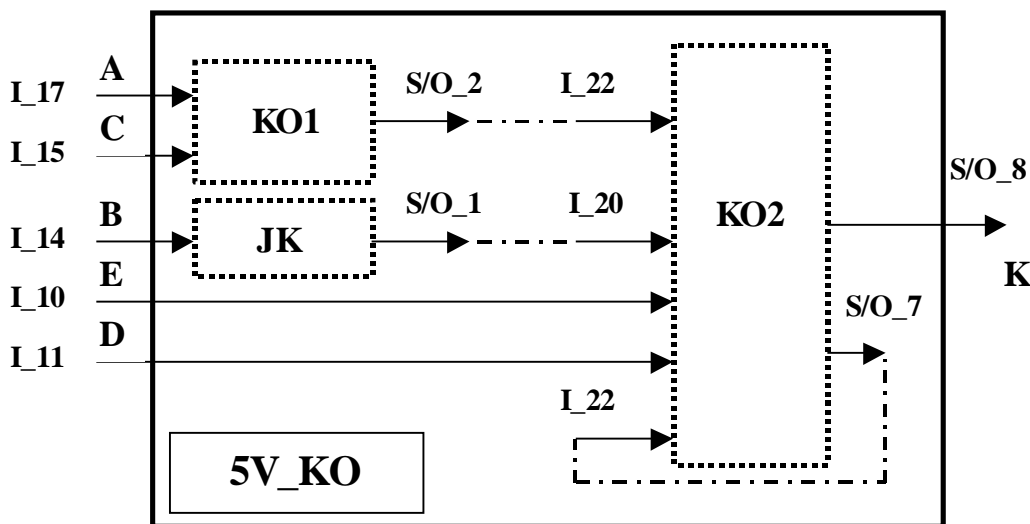 A
I_17
C
I_15
B
I_14
E
I_10
D
I_11
KO1
JK
S/O_2
I_22
S/O_1
I_20
KO2
I_22
S/O_7
S/O_8
K
5V_KO